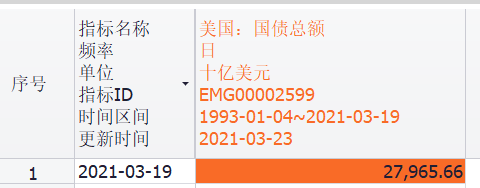 序号
指标名称 美国：国债总额
频率 日
单位 十亿美元
指标ID EMG00002599
时间区间 1993-01-04~2021-03-19
更新时间 2021-03-23
1 2021-03-19 27,965.66